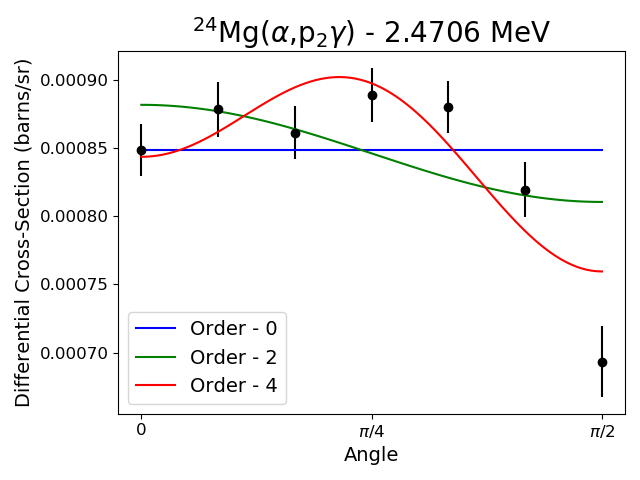 ²⁴Mg(α,p₂γ) - 2.4706 MeV
Differential Cross-Section (barns/sr)
0.00090
0.00085
0.00080
0.00075
0.00070
Order - 0
Order - 2
Order - 4
0
π/4
π/2
Angle